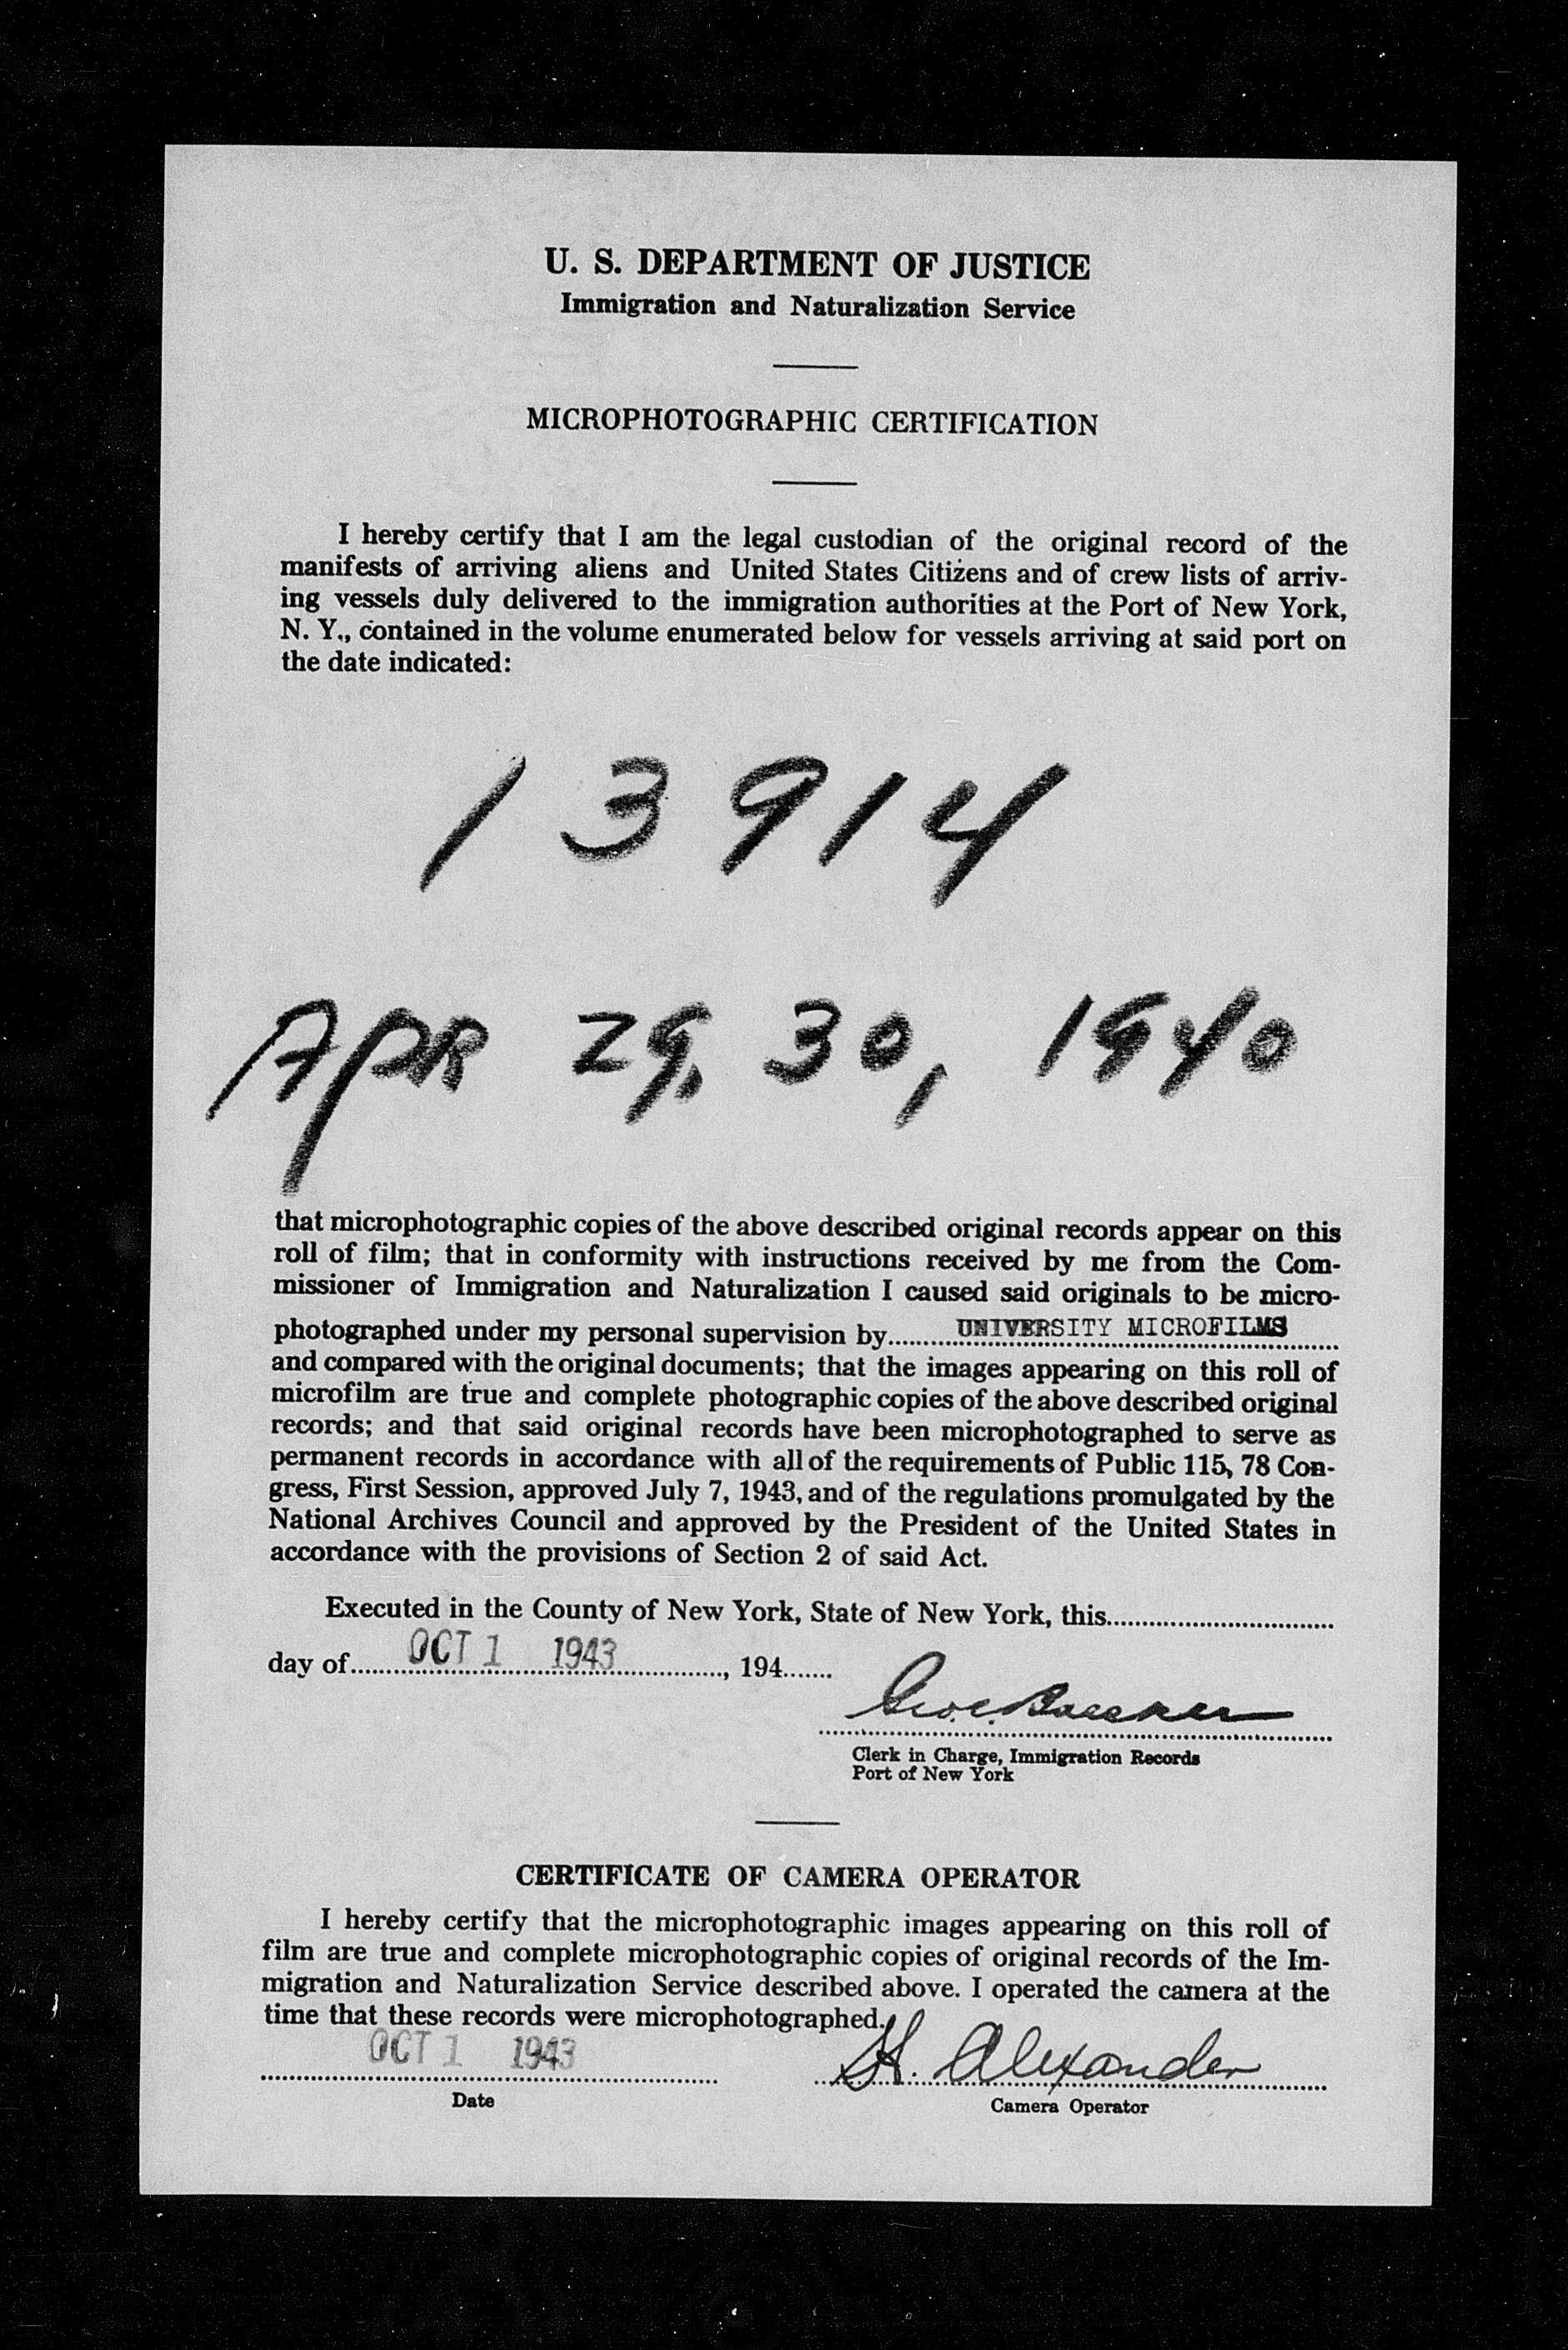 U. S. DEPARTMENT OF JUSTICE
Immigration and Naturalization Service
MICROPHOTOGRAPHIC CERTIFICATION
I hereby certify that I am the legal custodian of the original record of the
manifests of arriving aliens and United States Citizens and of crew lists of arriv-
ing vessels duly delivered to the immigration authorities at the Port of New York,
N. Y., contained in the volume enumerated below for vessels arriving at said port on
the date indicated:
13914
Apr 29, 30, 1940
that microphotographic copies of the above described original records appear on this
roll of film; that in conformity with instructions received by me from the Com-
missioner of Immigration and Naturalization I caused said originals to be micro-
photographed under my personal supervision by.........UNIVERSITY MICROFILMS
and compared with the original documents; that the images appearing on this roll of
microfilm are true and complete photographic copies of the above described original
records; and that said original records have been microphotographed to serve as
permanent records in accordance with all of the requirements of Public 115, 78 Con-
gress, First Session, approved July 7, 1943, and of the regulations promulgated by the
National Archives Council and approved by the President of the United States in
accordance with the provisions of Section 2 of said Act.
Executed in the County of New York, State of New York, this..............................
day of......OCT 1 1943............, 194.......
Clerk in Charge, Immigration Records
Port of New York
CERTIFICATE OF CAMERA OPERATOR
I hereby certify that the microphotographic images appearing on this roll of
film are true and complete microphotographic copies of original records of the Im-
migration and Naturalization Service described above. I operated the camera at the
time that these records were microphotographed.
OCT 1 1943 H. Alexander
Date Camera Operator